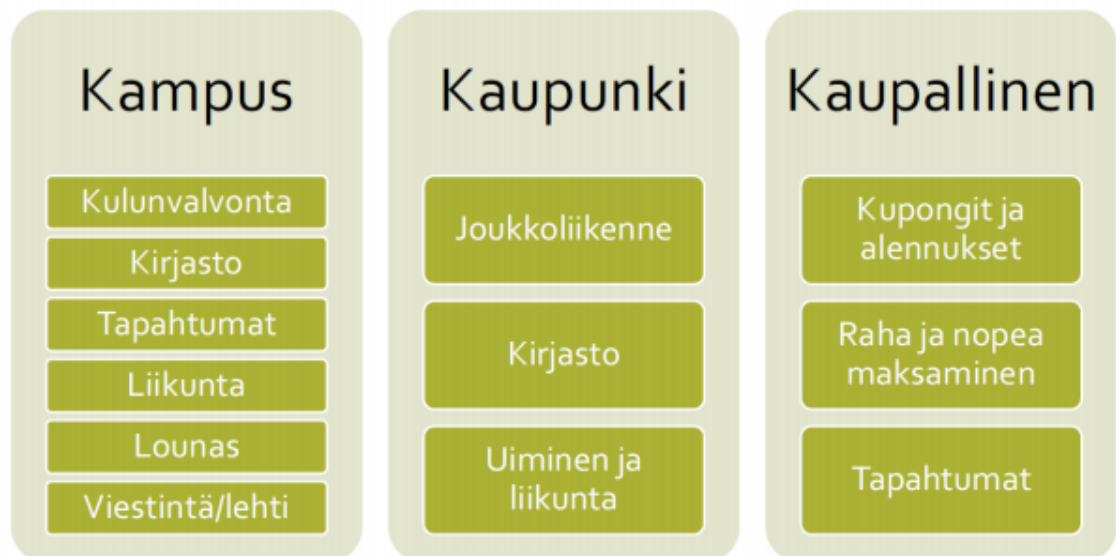 Kampus
Kulunvalvonta
Kirjasto
Tapahtumat
Liikunta
Lounas
Viestintä/lehti
Kaupunki
Joukkoliikenne
Kirjasto
Uiminen ja
liikunta
Kaupallinen
Kupongit ja
alennukset
Raha ja nopea
maksaminen
Tapahtumat